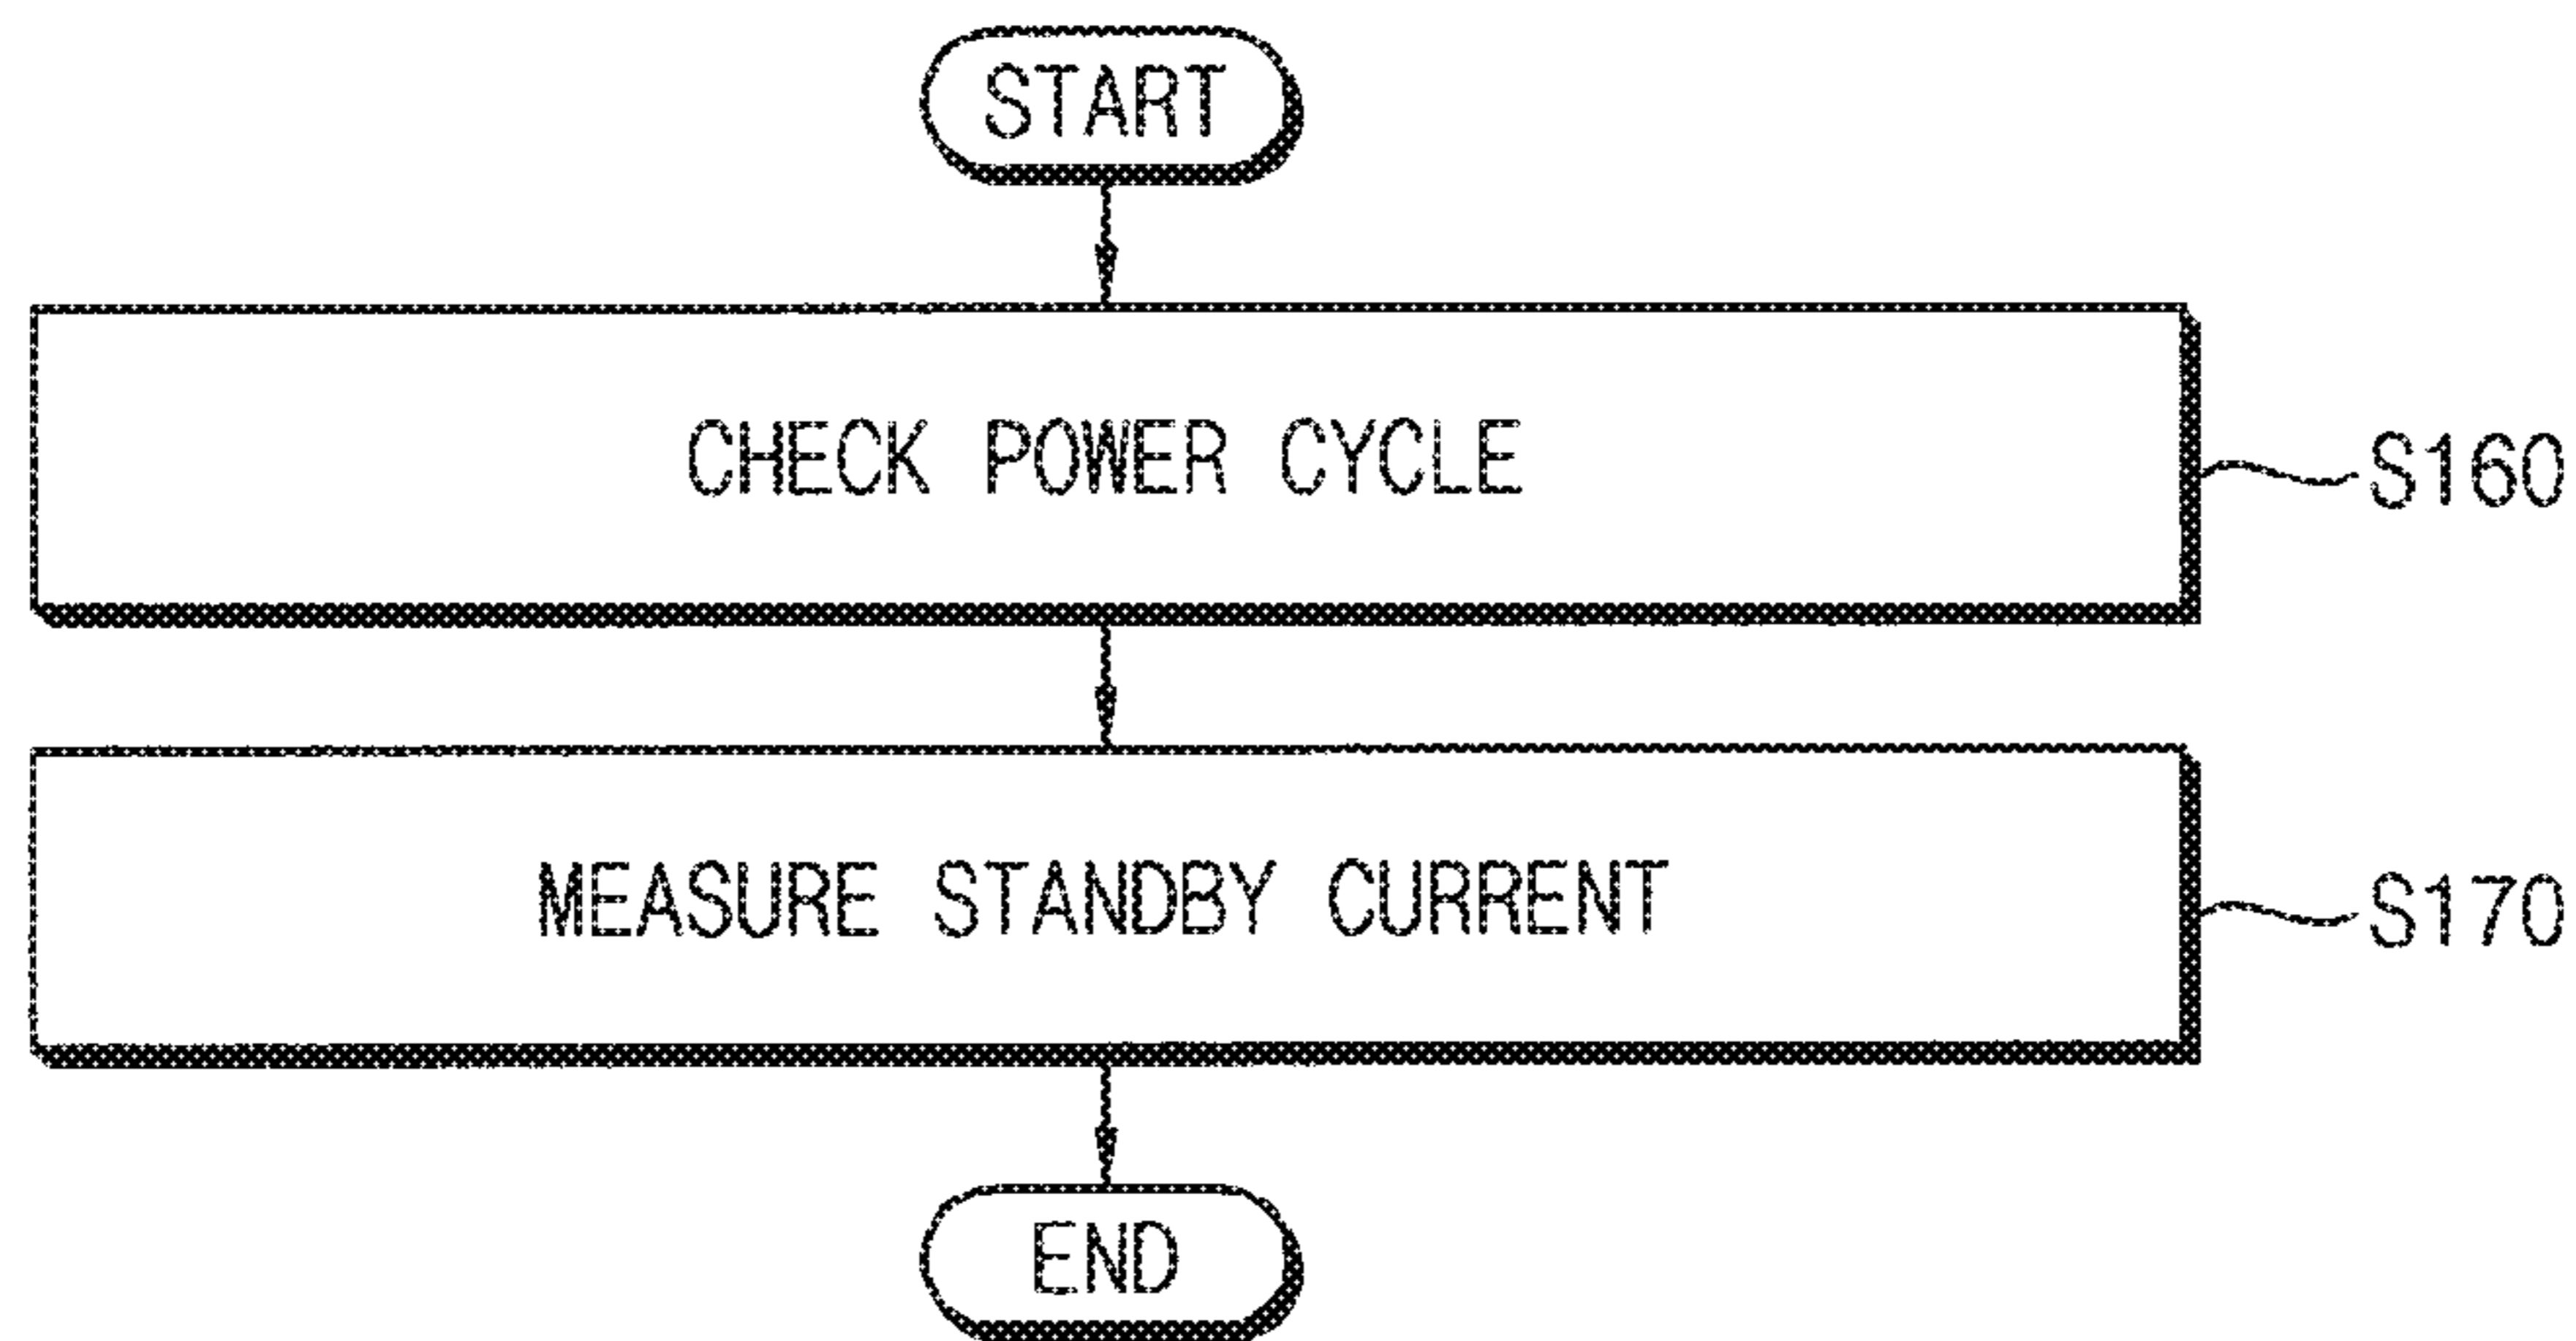 START
CHECK POWER CYCLE
S160
MEASURE STANDBY CURRENT
S170
END